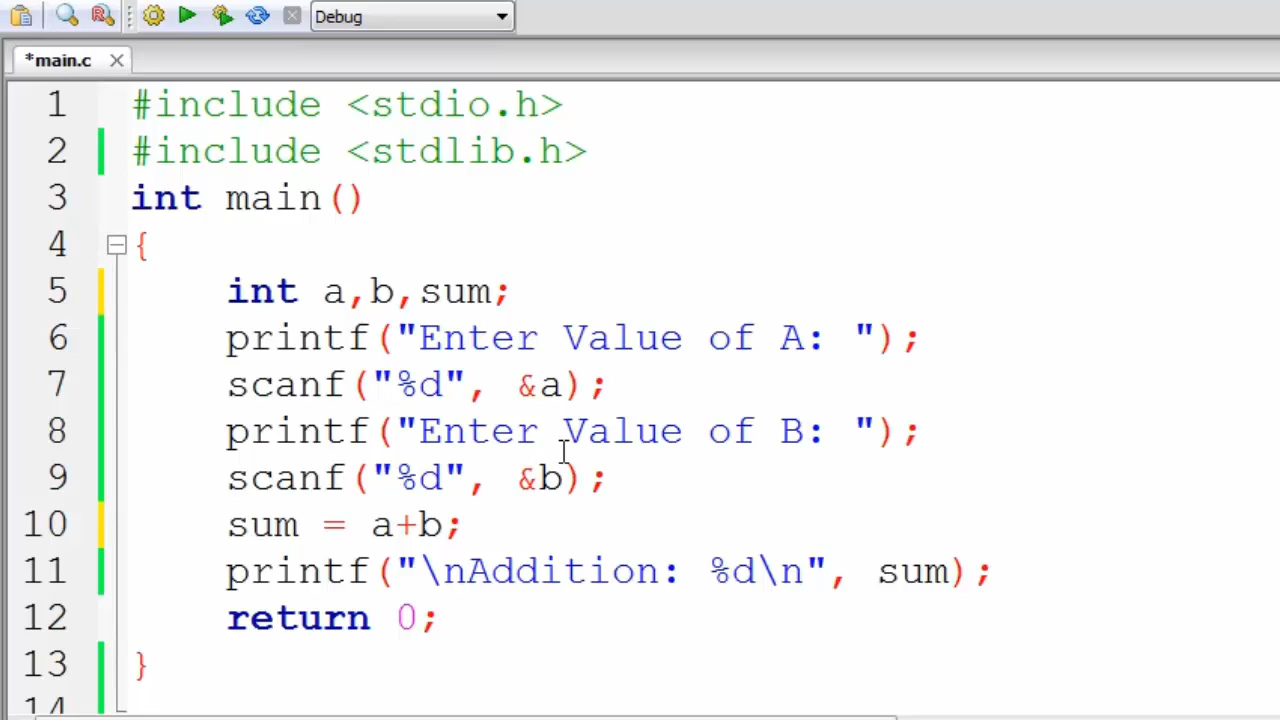 Debug
*main.c
1 #include <stdio.h>
2 #include <stdlib.h>
3 int main()
4 {
5 int a,b,sum;
6 printf("Enter Value of A: ");
7 scanf("%d", &a);
8 printf("Enter Value of B: ");
9 scanf("%d", &b);
10 sum = a+b;
11 printf("\nAddition: %d\n", sum);
12 return 0;
13 }
14